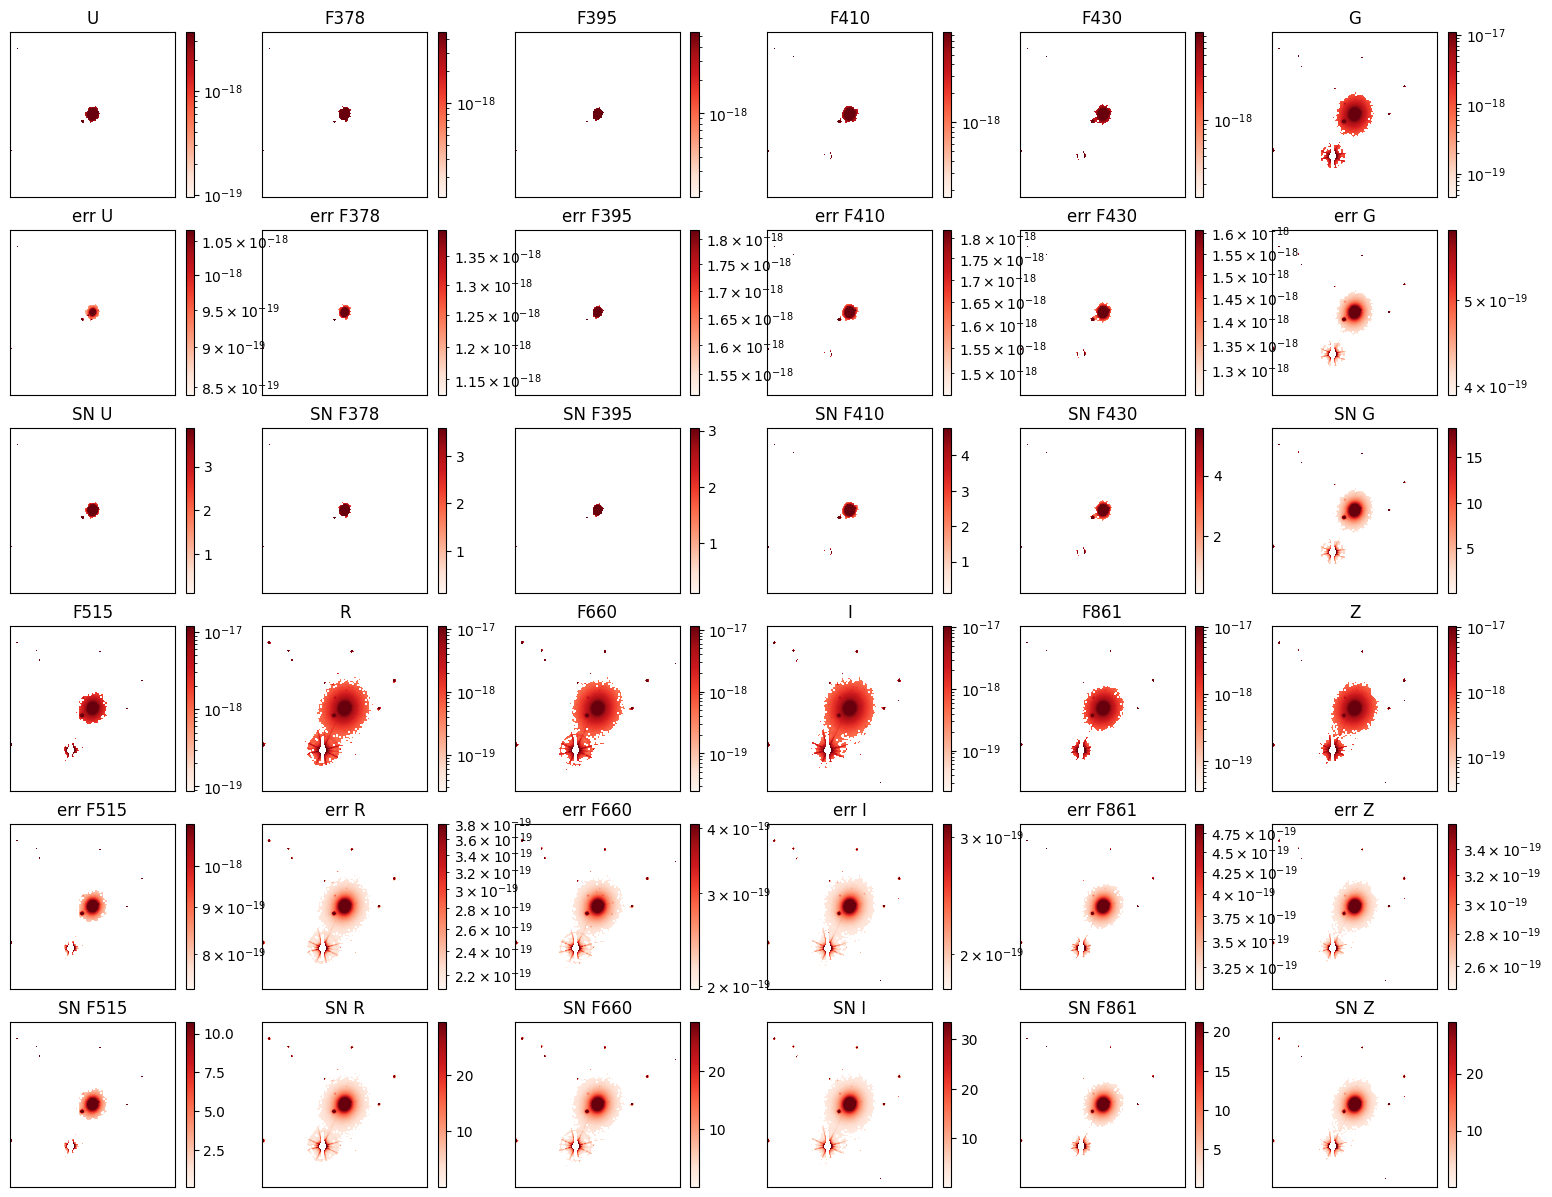 U F378 F395 F410 F430 G
10⁻¹⁸ 10⁻¹⁸ 10⁻¹⁸ 10⁻¹⁸ 10⁻¹⁸ 10⁻¹⁷
10⁻¹⁸
10⁻¹⁹ 10⁻¹⁹
err U err F378 err F395 err F410 err F430 err G
1.05×10⁻¹⁸ 1.35×10⁻¹⁸ 1.8×10⁻¹⁸ 1.8×10⁻¹⁸ 1.6×10⁻¹⁸ 5×10⁻¹⁹
10⁻¹⁸ 1.3×10⁻¹⁸ 1.75×10⁻¹⁸ 1.75×10⁻¹⁸ 1.55×10⁻¹⁸ 4×10⁻¹⁹
9.5×10⁻¹⁹ 1.25×10⁻¹⁸ 1.7×10⁻¹⁸ 1.7×10⁻¹⁸ 1.5×10⁻¹⁸
9×10⁻¹⁹ 1.2×10⁻¹⁸ 1.65×10⁻¹⁸ 1.65×10⁻¹⁸ 1.45×10⁻¹⁸
8.5×10⁻¹⁹ 1.15×10⁻¹⁸ 1.6×10⁻¹⁸ 1.6×10⁻¹⁸ 1.4×10⁻¹⁸
1.55×10⁻¹⁸ 1.55×10⁻¹⁸ 1.35×10⁻¹⁸
1.5×10⁻¹⁸ 1.3×10⁻¹⁸
SN U SN F378 SN F395 SN F410 SN F430 SN G
3 3 3 4 4 15
2 2 2 3 2 10
1 1 1 2 5
1
F515 R F660 I F861 Z
10⁻¹⁷ 10⁻¹⁷ 10⁻¹⁷ 10⁻¹⁷ 10⁻¹⁷ 10⁻¹⁷
10⁻¹⁸ 10⁻¹⁸ 10⁻¹⁸ 10⁻¹⁸ 10⁻¹⁸ 10⁻¹⁸
10⁻¹⁹ 10⁻¹⁹ 10⁻¹⁹ 10⁻¹⁹ 10⁻¹⁹ 10⁻¹⁹
err F515 err R err F660 err I err F861 err Z
10⁻¹⁸ 3.8×10⁻¹⁹ 4×10⁻¹⁹ 3×10⁻¹⁹ 4.75×10⁻¹⁹ 3.4×10⁻¹⁹
9×10⁻¹⁹ 3.6×10⁻¹⁹ 3×10⁻¹⁹ 2×10⁻¹⁹ 4.5×10⁻¹⁹ 3.2×10⁻¹⁹
8×10⁻¹⁹ 3.4×10⁻¹⁹ 2×10⁻¹⁹ 4.25×10⁻¹⁹ 3×10⁻¹⁹
3.2×10⁻¹⁹ 4×10⁻¹⁹ 2.8×10⁻¹⁹
3×10⁻¹⁹ 3.75×10⁻¹⁹ 2.6×10⁻¹⁹
2.8×10⁻¹⁹ 3.5×10⁻¹⁹
2.6×10⁻¹⁹ 3.25×10⁻¹⁹
2.4×10⁻¹⁹
2.2×10⁻¹⁹
SN F515 SN R SN F660 SN I SN F861 SN Z
10.0 20 20 30 20 20
7.5 10 10 20 15 10
5.0 10 10
2.5 5